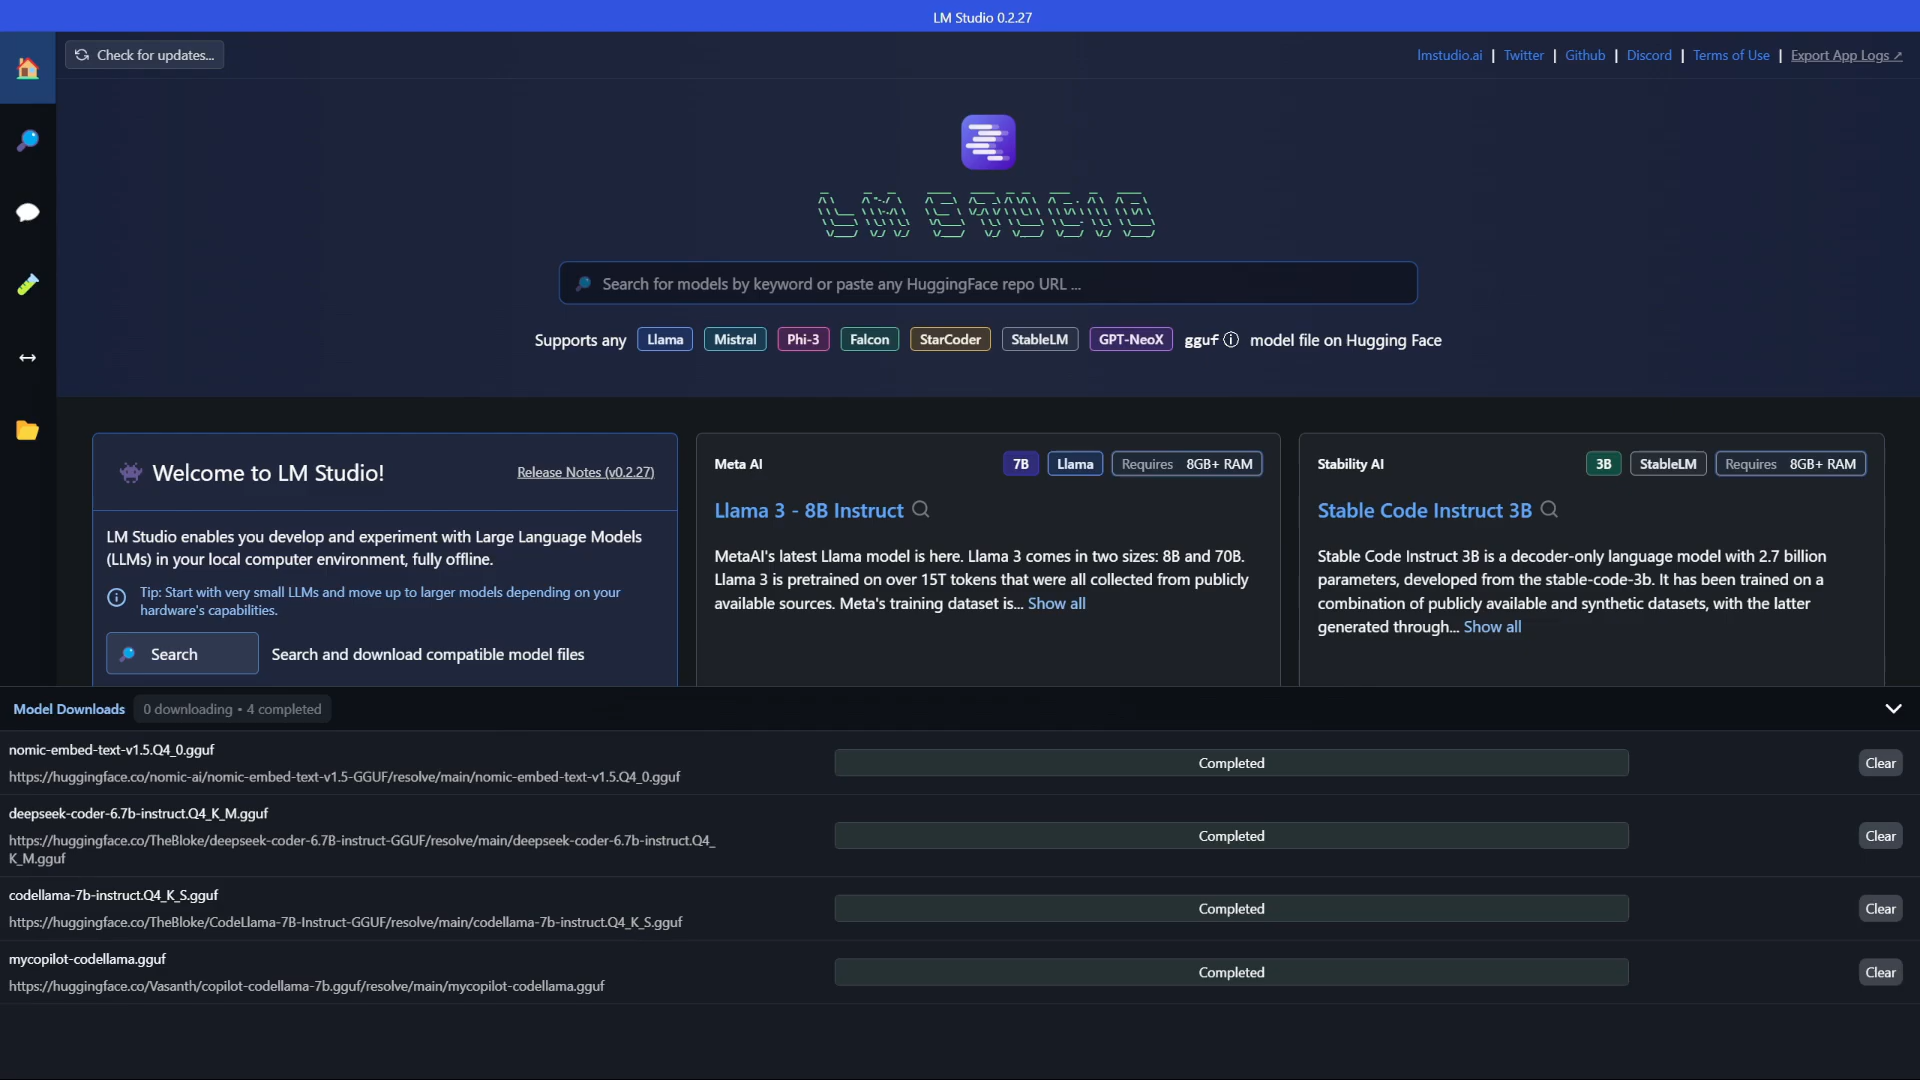 LM Studio 0.2.27
Check for updates...
lmstudio.ai | Twitter | Github | Discord | Terms of Use | Export App Logs ↗
LM STUDIO
Search for models by keyword or paste any HuggingFace repo URL ...
Supports any Llama Mistral Phi-3 Falcon StarCoder StableLM GPT-NeoX gguf ⓘ model file on Hugging Face
Welcome to LM Studio!
Release Notes (v0.2.27)
LM Studio enables you develop and experiment with Large Language Models
(LLMs) in your local computer environment, fully offline.
Tip: Start with very small LLMs and move up to larger models depending on your
hardware's capabilities.
Search
Search and download compatible model files
Meta AI
7B Llama Requires 8GB+ RAM
Llama 3 - 8B Instruct
MetaAI's latest Llama model is here. Llama 3 comes in two sizes: 8B and 70B.
Llama 3 is pretrained on over 15T tokens that were all collected from publicly
available sources. Meta's training dataset is... Show all
Stability AI
3B StableLM Requires 8GB+ RAM
Stable Code Instruct 3B
Stable Code Instruct 3B is a decoder-only language model with 2.7 billion
parameters, developed from the stable-code-3b. It has been trained on a
combination of publicly available and synthetic datasets, with the latter
generated through... Show all
Model Downloads 0 downloading • 4 completed
nomic-embed-text-v1.5.Q4_0.gguf
https://huggingface.co/nomic-ai/nomic-embed-text-v1.5-GGUF/resolve/main/nomic-embed-text-v1.5.Q4_0.gguf
Completed
Clear
deepseek-coder-6.7b-instruct.Q4_K_M.gguf
https://huggingface.co/TheBloke/deepseek-coder-6.7B-instruct-GGUF/resolve/main/deepseek-coder-6.7b-instruct.Q4_
K_M.gguf
Completed
Clear
codellama-7b-instruct.Q4_K_S.gguf
https://huggingface.co/TheBloke/CodeLlama-7B-Instruct-GGUF/resolve/main/codellama-7b-instruct.Q4_K_S.gguf
Completed
Clear
mycopilot-codellama.gguf
https://huggingface.co/Vasanth/copilot-codellama-7b.gguf/resolve/main/mycopilot-codellama.gguf
Completed
Clear